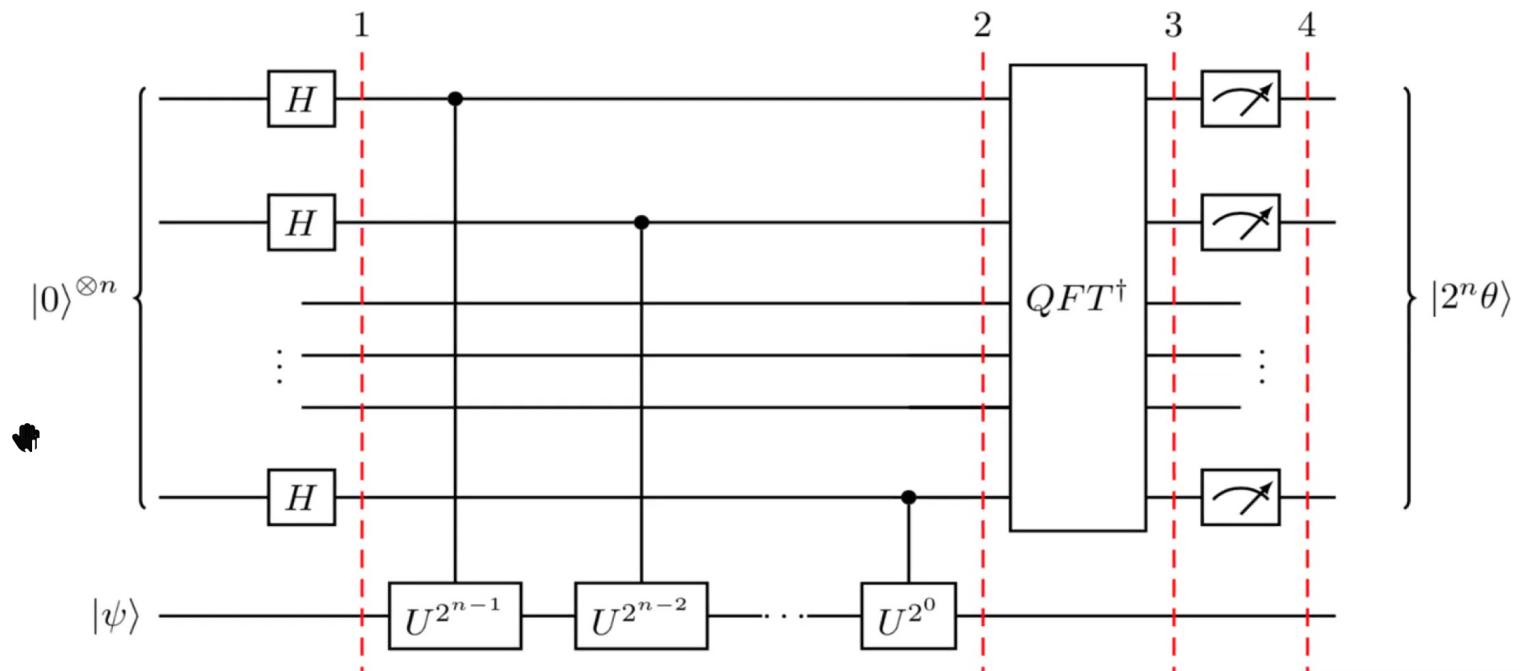 1 2 3 4
H
H
|0⟩^{⊗n} QFT^† |2^nθ⟩
⋮ ⋮
H
|ψ⟩ U^{2^{n-1}} U^{2^{n-2}} ··· U^{2^0}